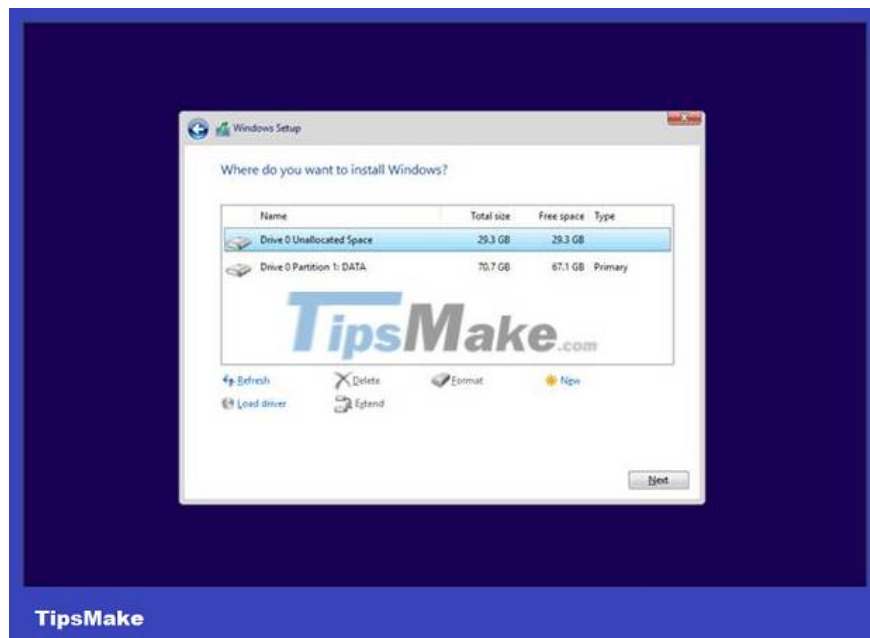 Windows Setup
Where do you want to install Windows?
Name Total size Free space Type
Drive 0 Unallocated Space 29.3 GB 29.3 GB
Drive 0 Partition 1: DATA 70.7 GB 67.1 GB Primary
TipsMake.com
Refresh Delete Format New
Load driver Extend
Next
TipsMake